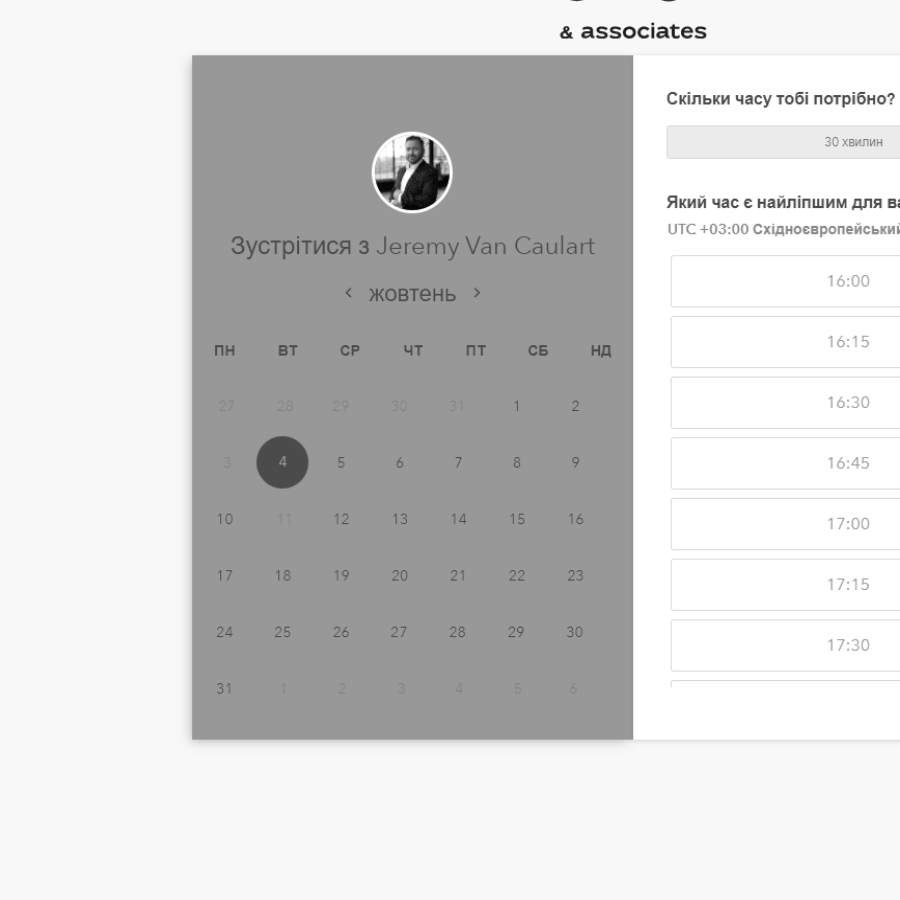 & associates
Зустрітися з Jeremy Van Caulart
жовтень
ПН ВТ СР ЧТ ПТ СБ НД
27 28 29 30 31 1 2
3 4 5 6 7 8 9
10 11 12 13 14 15 16
17 18 19 20 21 22 23
24 25 26 27 28 29 30
31 1 2 3 4 5 6
Скільки часу тобі потрібно?
30 хвилин
Який час є найліпшим для ва
UTC +03:00 Східноєвропейський
16:00
16:15
16:30
16:45
17:00
17:15
17:30